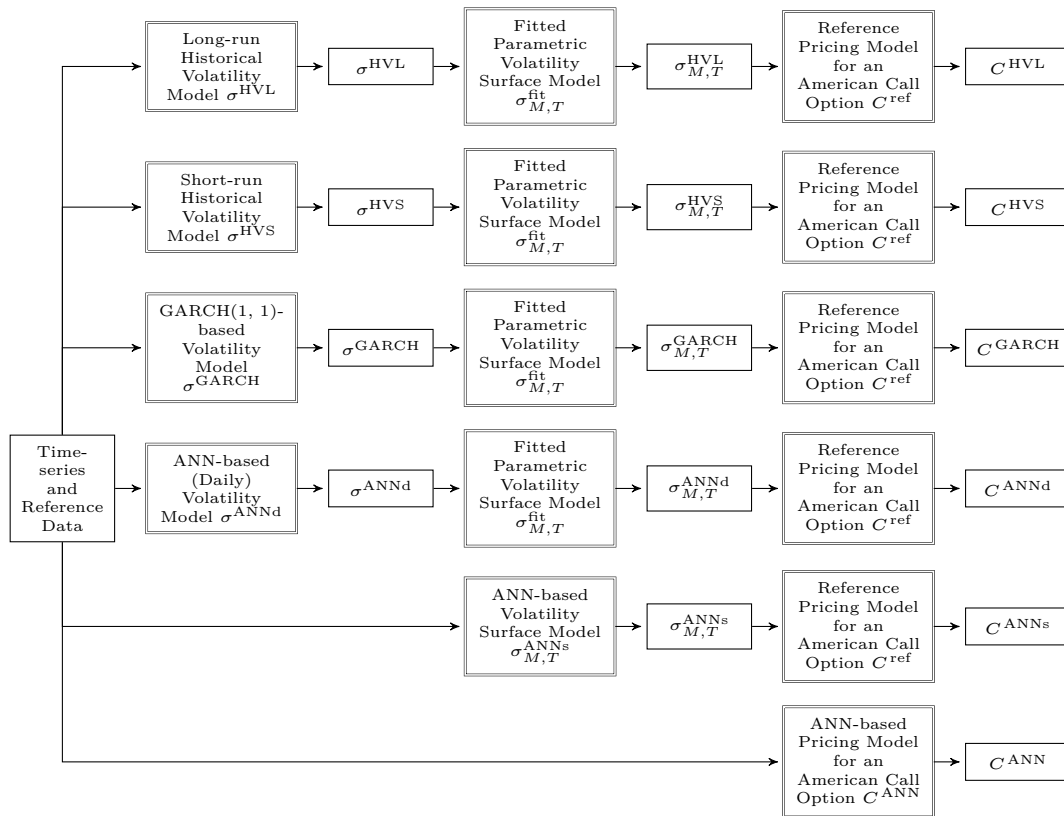 Long-run
Historical
Volatility
Model σ^HVL
σ^HVL
Fitted
Parametric
Volatility
Surface Model
σ^fit_M,T
σ^HVL_M,T
Reference
Pricing Model
for an
American Call
Option C^ref
C^HVL
Short-run
Historical
Volatility
Model σ^HVS
σ^HVS
Fitted
Parametric
Volatility
Surface Model
σ^fit_M,T
σ^HVS_M,T
Reference
Pricing Model
for an
American Call
Option C^ref
C^HVS
GARCH(1, 1)-
based
Volatility
Model
σ^GARCH
σ^GARCH
Fitted
Parametric
Volatility
Surface Model
σ^fit_M,T
σ^GARCH_M,T
Reference
Pricing Model
for an
American Call
Option C^ref
C^GARCH
Time-
series
and
Reference
Data
ANN-based
(Daily)
Volatility
Model σ^ANNd
σ^ANNd
Fitted
Parametric
Volatility
Surface Model
σ^fit_M,T
σ^ANNd_M,T
Reference
Pricing Model
for an
American Call
Option C^ref
C^ANNd
ANN-based
Volatility
Surface Model
σ^ANNs_M,T
σ^ANNs_M,T
Reference
Pricing Model
for an
American Call
Option C^ref
C^ANNs
ANN-based
Pricing Model
for an
American Call
Option C^ANN
C^ANN